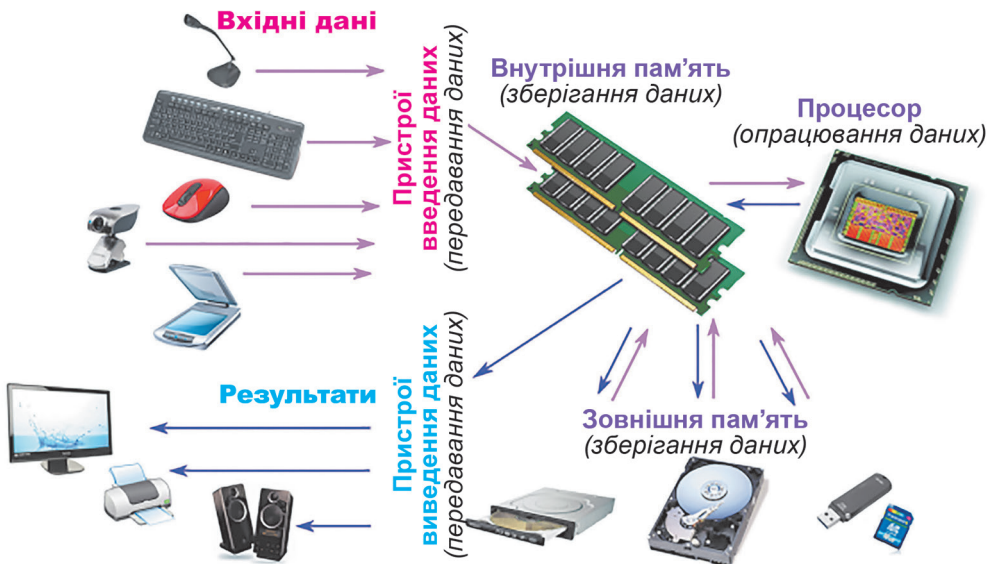 Вхідні дані
Пристрої
введення даних
(передавання даних)
Внутрішня пам’ять
(зберігання даних)
Процесор
(опрацювання даних)
Результати
Пристрої
виведення даних
(передавання даних)
Зовнішня пам’ять
(зберігання даних)